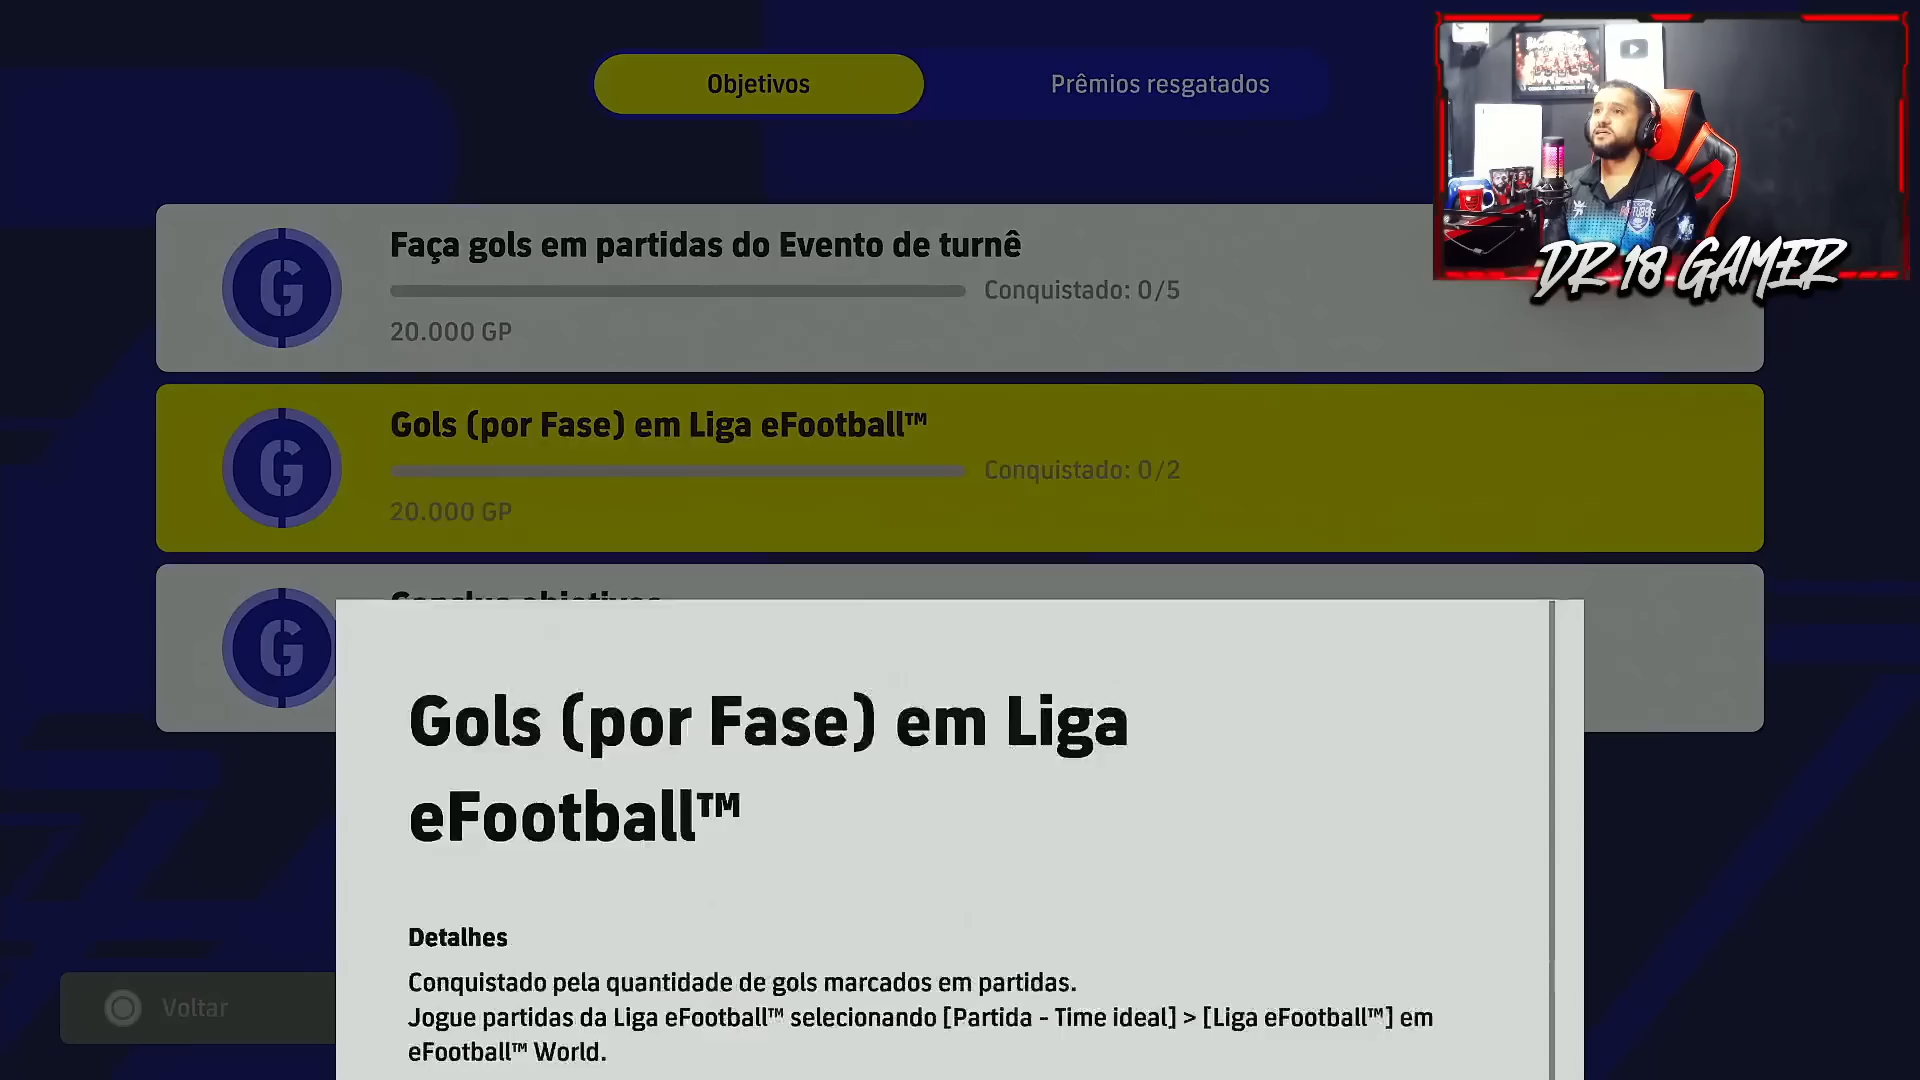 Objetivos
Prêmios resgatados
Faça gols em partidas do Evento de turnê
Conquistado: 0/5
20.000 GP
DR 18 GAMER
Gols (por Fase) em Liga eFootball™
Conquistado: 0/2
20.000 GP
Conclua objetivos
Gols (por Fase) em Liga
eFootball™
Detalhes
Conquistado pela quantidade de gols marcados em partidas.
Jogue partidas da Liga eFootball™ selecionando [Partida - Time ideal] > [Liga eFootball™] em
eFootball™ World.
Voltar